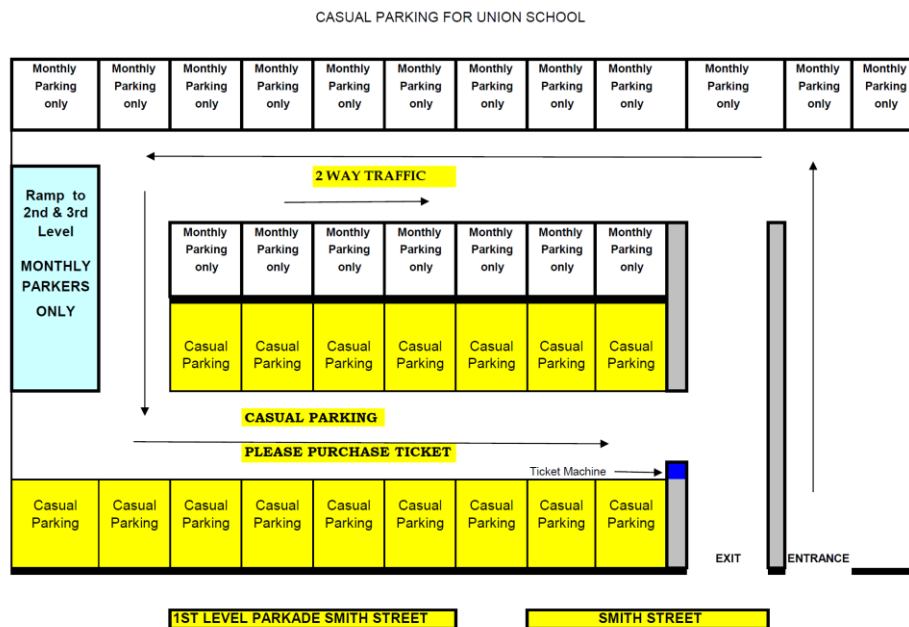 CASUAL PARKING FOR UNION SCHOOL
Monthly Monthly Monthly Monthly Monthly Monthly Monthly Monthly Monthly Monthly Monthly Monthly
Parking Parking Parking Parking Parking Parking Parking Parking Parking Parking Parking Parking
only only only only only only only only only only only only
2 WAY TRAFFIC
Ramp to
2nd & 3rd
Level
MONTHLY
PARKERS
ONLY
Monthly Monthly Monthly Monthly Monthly Monthly Monthly
Parking Parking Parking Parking Parking Parking Parking
only only only only only only only
Casual Casual Casual Casual Casual Casual Casual
Parking Parking Parking Parking Parking Parking Parking
CASUAL PARKING
PLEASE PURCHASE TICKET
Ticket Machine
Casual Casual Casual Casual Casual Casual Casual Casual Casual
Parking Parking Parking Parking Parking Parking Parking Parking Parking
EXIT ENTRANCE
1ST LEVEL PARKADE SMITH STREET SMITH STREET